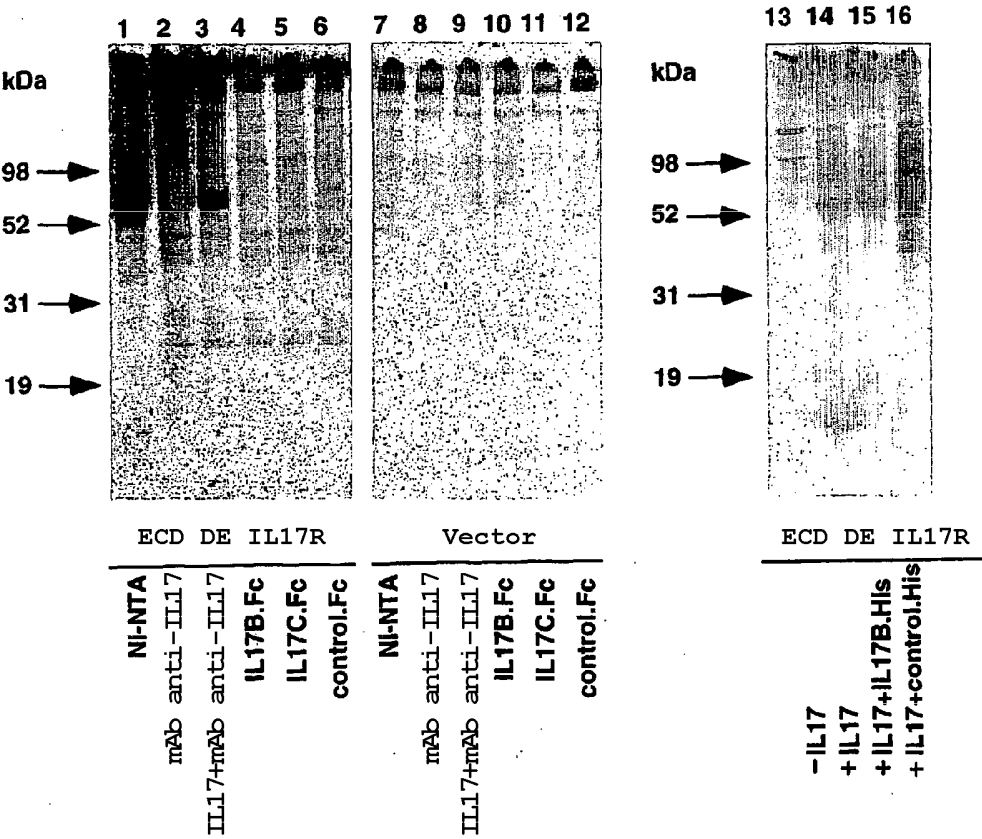 1 2 3 4 5 6
7 8 9 10 11 12
13 14 15 16
kDa
98
52
31
19
kDa
98
52
31
19
ECD DE IL17R
Vector
ECD DE IL17R
NI-NTA
mAb anti-IL17
IL17+mAb anti-IL17
IL17B.Fc
IL17C.Fc
control.Fc
NI-NTA
mAb anti-IL17
IL17+mAb anti-IL17
IL17B.Fc
IL17C.Fc
control.Fc
-IL17
+IL17
+IL17+IL17B.His
+IL17+control.His